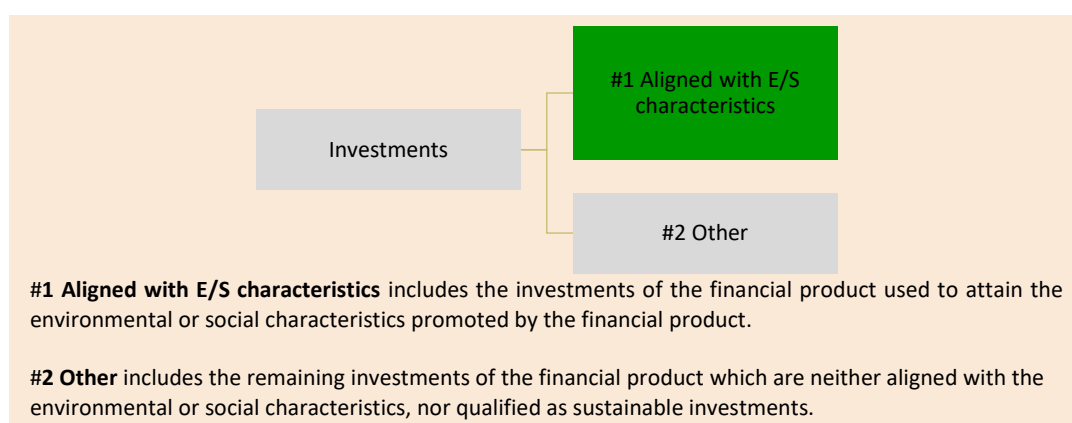 #1 Aligned with E/S
characteristics
Investments
#2 Other
#1 Aligned with E/S characteristics includes the investments of the financial product used to attain the
environmental or social characteristics promoted by the financial product.
#2 Other includes the remaining investments of the financial product which are neither aligned with the
environmental or social characteristics, nor qualified as sustainable investments.